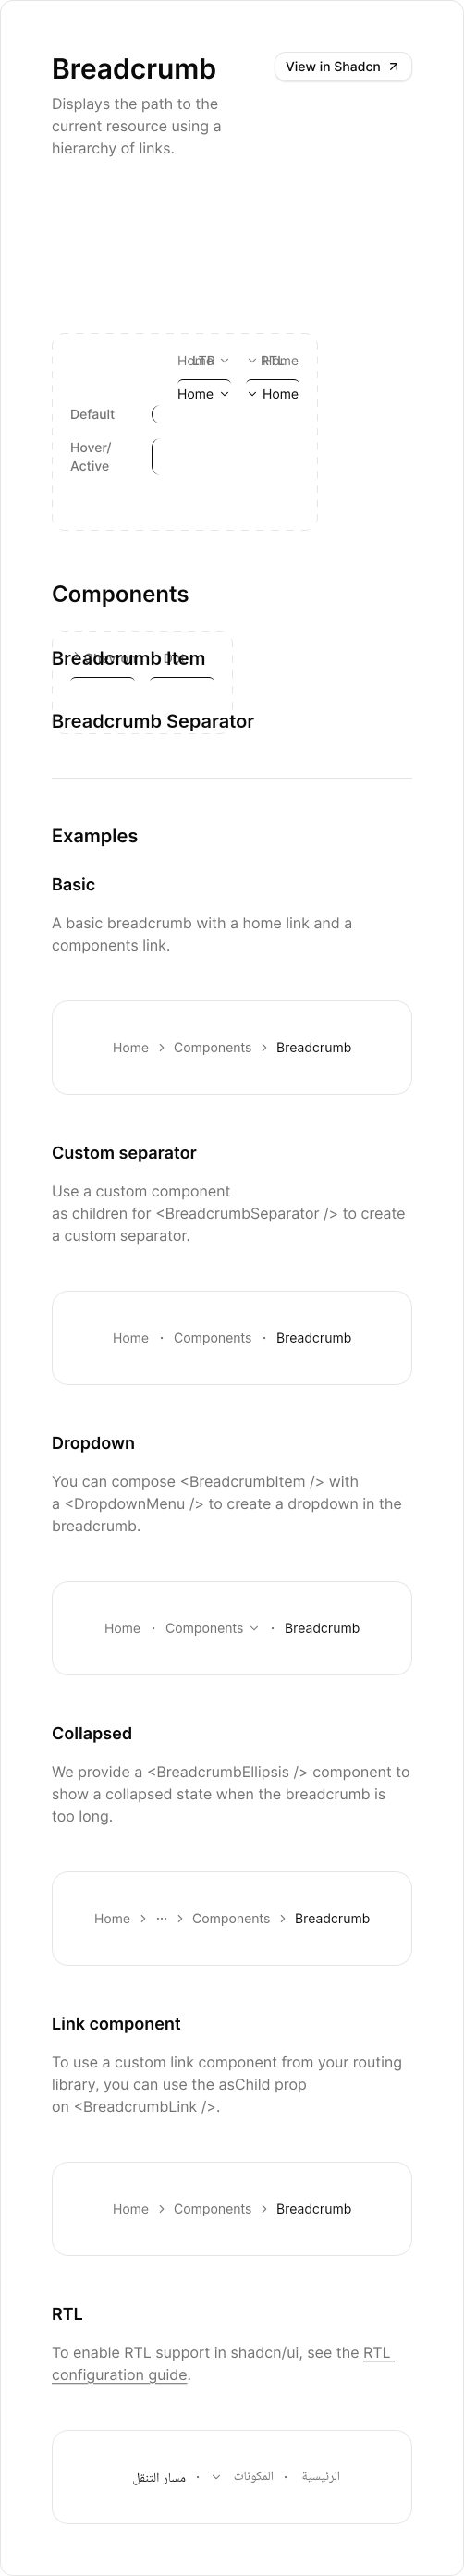 Breadcrumb
View in Shadcn
Displays the path to the
current resource using a
hierarchy of links.
Home
LTR
RTL
Home
Home
Home
Default
Hover/
Active
Components
Breadcrumb Item
Breadcrumb Separator
Examples
Basic
A basic breadcrumb with a home link and a
components link.
Home > Components > Breadcrumb
Custom separator
Use a custom component
as children for <BreadcrumbSeparator /> to create
a custom separator.
Home · Components · Breadcrumb
Dropdown
You can compose <BreadcrumbItem /> with
a <DropdownMenu /> to create a dropdown in the
breadcrumb.
Home · Components · Breadcrumb
Collapsed
We provide a <BreadcrumbEllipsis /> component to
show a collapsed state when the breadcrumb is
too long.
Home > ··· > Components > Breadcrumb
Link component
To use a custom link component from your routing
library, you can use the asChild prop
on <BreadcrumbLink />.
Home > Components > Breadcrumb
RTL
To enable RTL support in shadcn/ui, see the RTL
configuration guide.
الرئيسية · المكونات · مسار التنقل